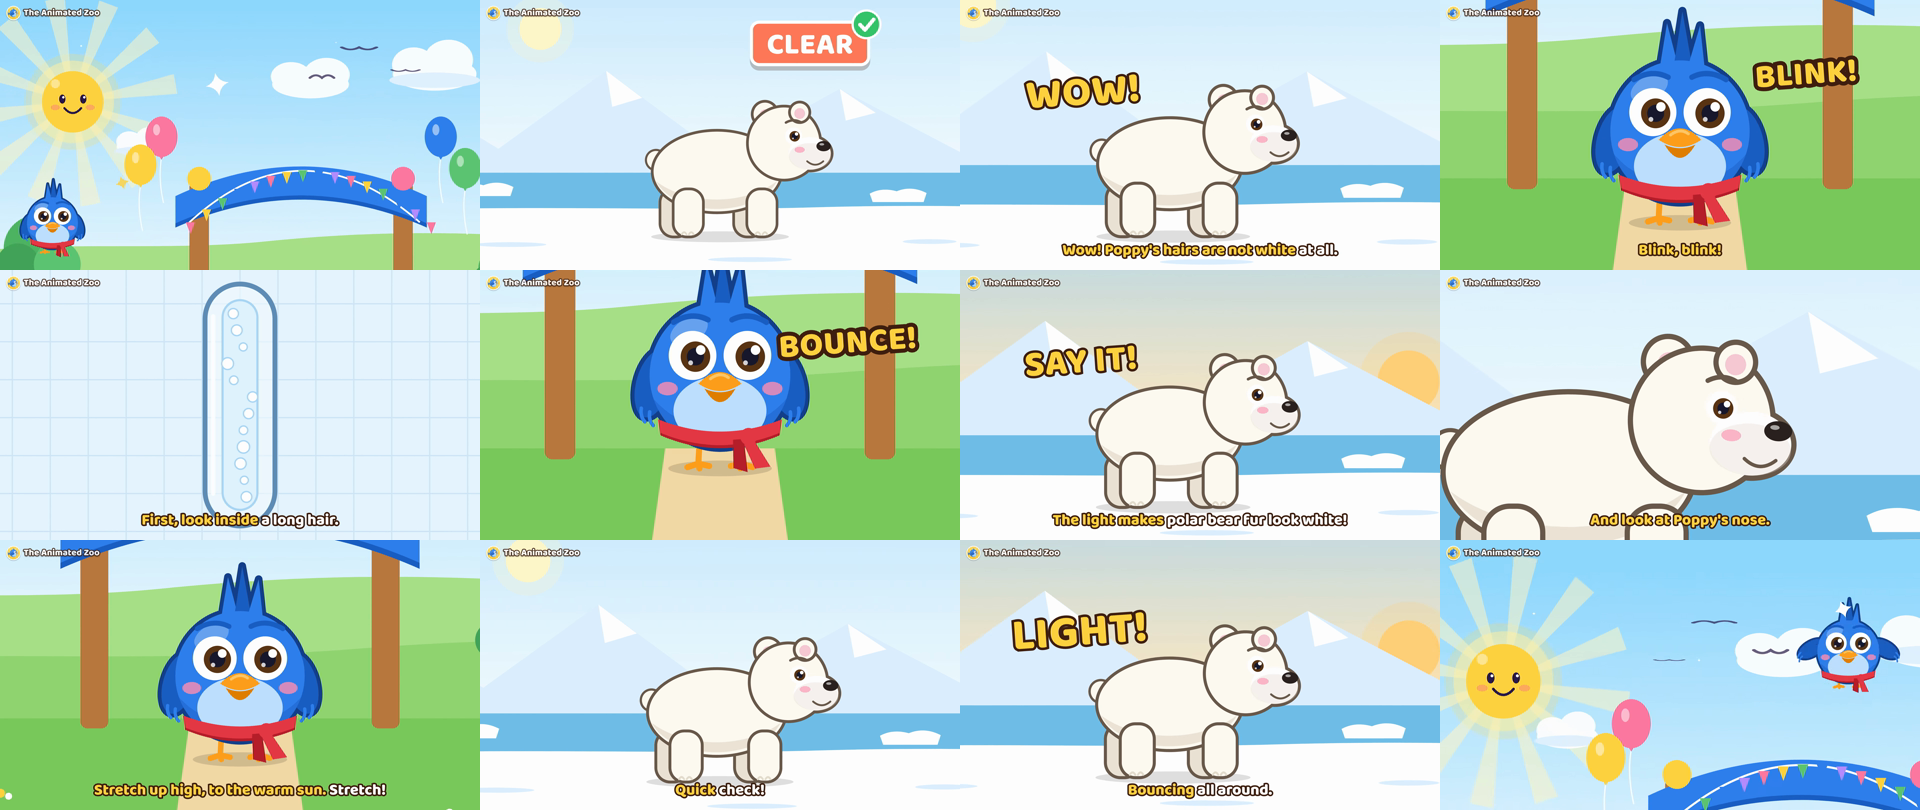 The Animated Zoo
The Animated Zoo
CLEAR
The Animated Zoo
WOW!
Wow! Poppy's hairs are not white at all.
The Animated Zoo
BLINK!
Blink, blink!
The Animated Zoo
First, look inside a long hair.
The Animated Zoo
BOUNCE!
The Animated Zoo
SAY IT!
The light makes polar bear fur look white!
The Animated Zoo
And look at Poppy's nose.
The Animated Zoo
Stretch up high, to the warm sun. Stretch!
The Animated Zoo
Quick check!
The Animated Zoo
LIGHT!
Bouncing all around.
The Animated Zoo